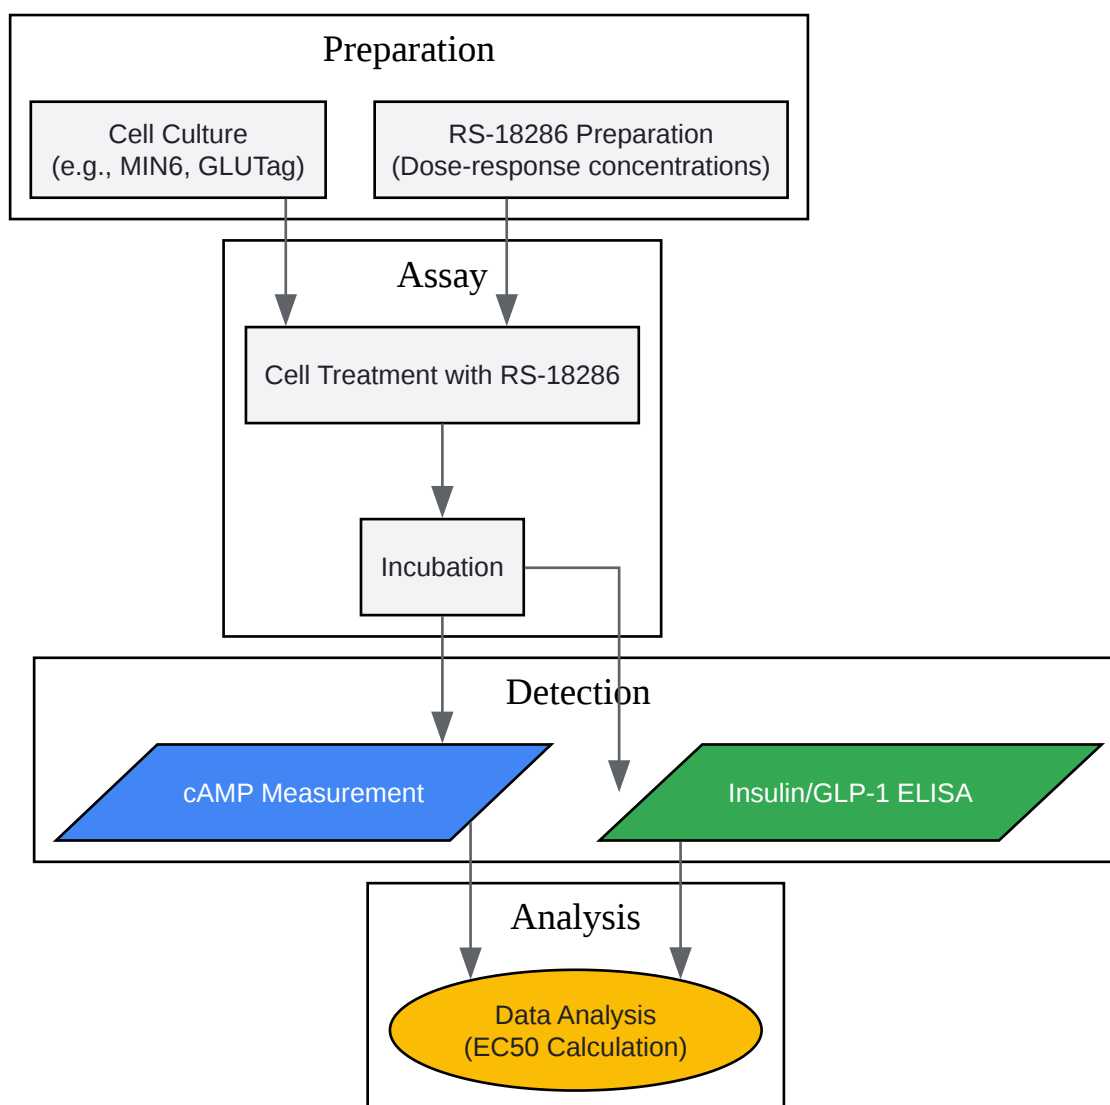 Preparation
Cell Culture
(e.g., MIN6, GLUTag)
RS-18286 Preparation
(Dose-response concentrations)
Assay
Cell Treatment with RS-18286
Incubation
Detection
cAMP Measurement
Insulin/GLP-1 ELISA
Analysis
Data Analysis
(EC50 Calculation)